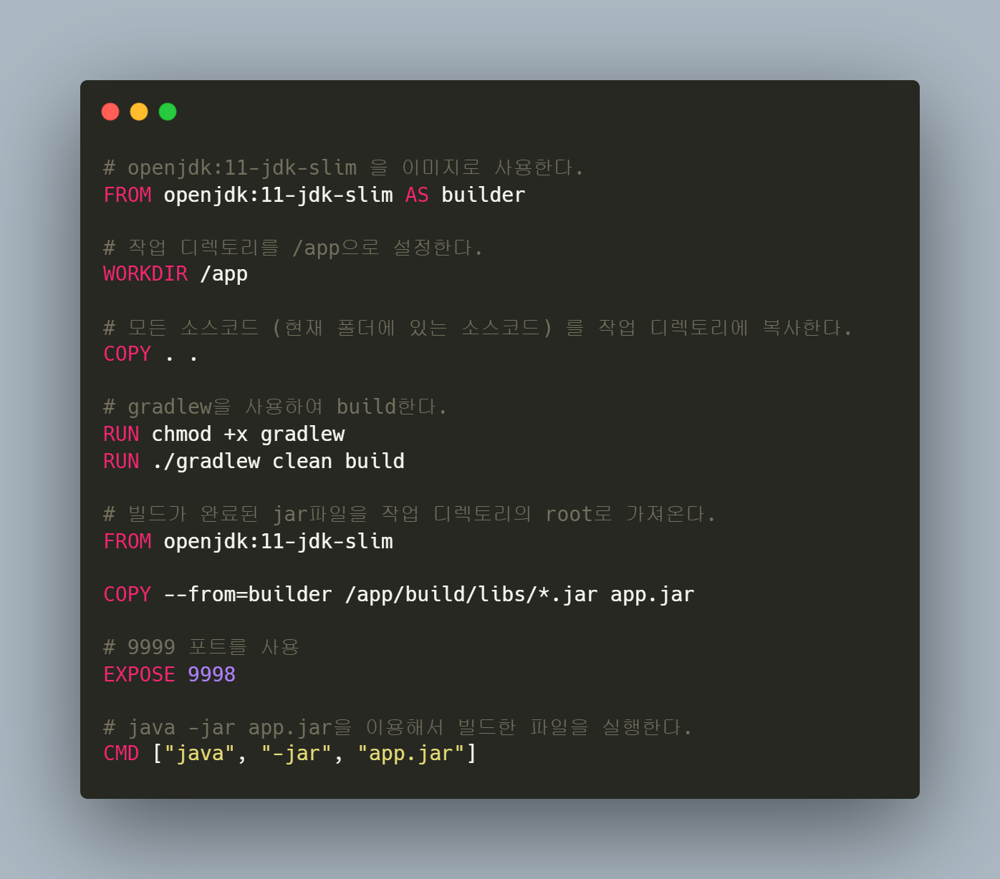 # openjdk:11-jdk-slim 을 이미지로 사용한다.
FROM openjdk:11-jdk-slim AS builder
# 작업 디렉토리를 /app으로 설정한다.
WORKDIR /app
# 모든 소스코드 (현재 폴더에 있는 소스코드) 를 작업 디렉토리에 복사한다.
COPY . .
# gradlew을 사용하여 build한다.
RUN chmod +x gradlew
RUN ./gradlew clean build
# 빌드가 완료된 jar파일을 작업 디렉토리의 root로 가져온다.
FROM openjdk:11-jdk-slim
COPY --from=builder /app/build/libs/*.jar app.jar
# 9999 포트를 사용
EXPOSE 9998
# java -jar app.jar을 이용해서 빌드한 파일을 실행한다.
CMD ["java", "-jar", "app.jar"]